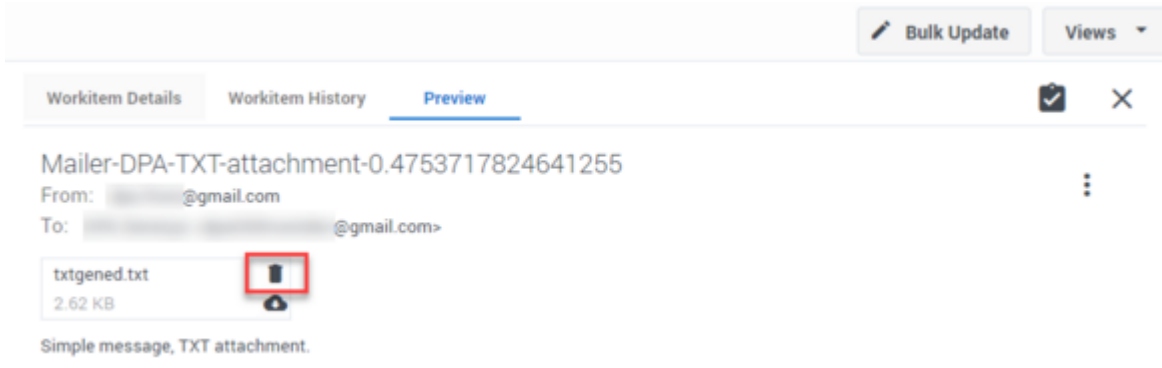 Bulk Update Views
Workitem Details Workitem History Preview
Mailer-DPA-TXT-attachment-0.4753717824641255
From: @gmail.com
To: @gmail.com>
txtgened.txt
2.62 KB
Simple message, TXT attachment.